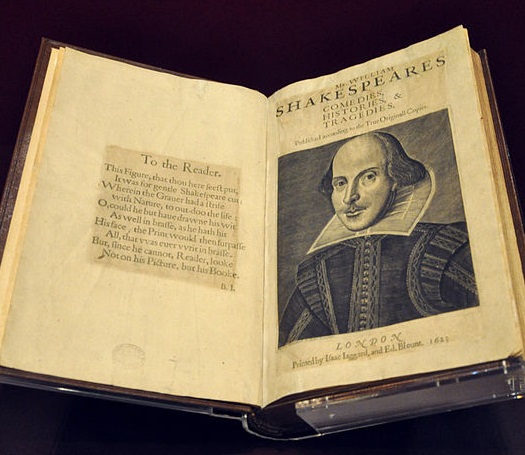 To the Reader.
This Figure, that thou here ſeeſt put,
It was for gentle Shakeſpeare cut;
Wherein the Grauer had a ſtrife
with Nature, to out-doo the life :
O, could he but haue drawne his wit
As well in braſſe, as he hath hit
His face ; the Print would then ſurpaſſe
All, that vvas euer vvrit in braſſe.
But, ſince he cannot, Reader, looke
Not on his Picture, but his Booke.
B. I.
Mr. WILLIAM
SHAKESPEARES
COMEDIES,
HISTORIES, &
TRAGEDIES.
Publiſhed according to the True Originall Copies.
LONDON
Printed by Iſaac Iaggard, and Ed. Blount. 1623